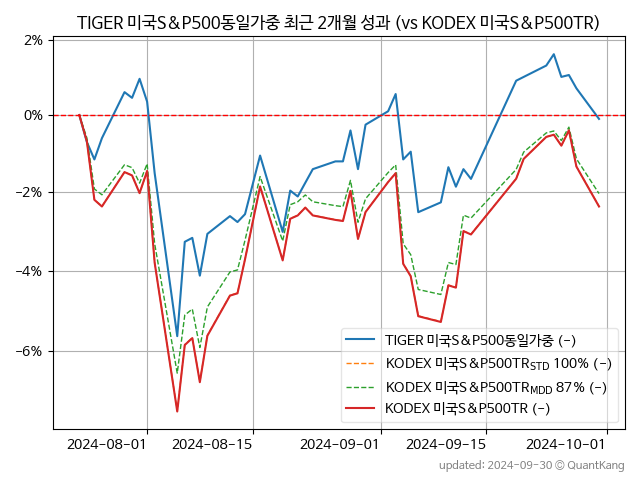 TIGER 미국S&P500동일가중 최근 2개월 성과 (vs KODEX 미국S&P500TR)
2%
0%
−2%
−4%
−6%
TIGER 미국S&P500동일가중 (-)
KODEX 미국S&P500TR_STD 100% (-)
KODEX 미국S&P500TR_MDD 87% (-)
KODEX 미국S&P500TR (-)
2024-08-01 2024-08-15 2024-09-01 2024-09-15 2024-10-01
updated: 2024-09-30 © QuantKang